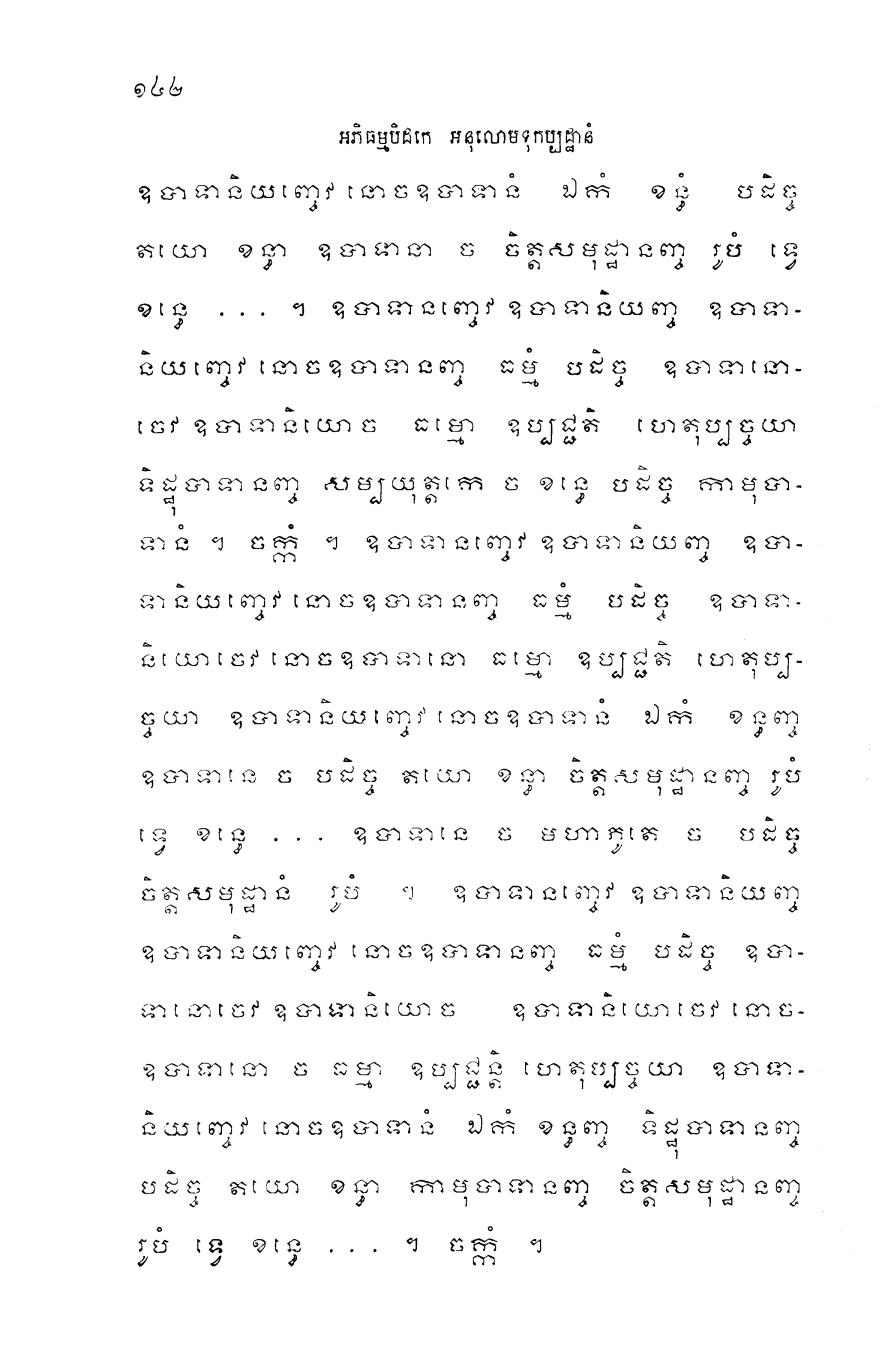 ១៤២
អភិធម្មបិដកេ អនុលោមទុកប្បដ្ឋានំ
ឧបាទានិយញ្ចេវ នោចឧបាទានំ ឯកំ ខន្ធំ បដិច្ច
តយោ ខន្ធា ឧបាទានា ច ចិត្តសមុដ្ឋានញ្ច រូបំ ទ្វេ
ខន្ធេ ... ។ ឧបាទានញ្ចេវ ឧបាទានិយញ្ច ឧបាទា-
និយញ្ចេវ នោចឧបាទានញ្ច ធម្មំ បដិច្ច ឧបាទានោ-
ចេវ ឧបាទានិយោ ច ធម្មោ ឧប្បជ្ជតិ ហេតុប្បច្ចយា
ទិដ្ឋុបាទានញ្ច សម្បយុត្តកេ ច ខន្ធេ បដិច្ច កាមុបា-
ទានំ ។ ចក្កំ ។ ឧបាទានញ្ចេវ ឧបាទានិយញ្ច ឧបា-
ទានិយញ្ចេវ នោចឧបាទានញ្ច ធម្មំ បដិច្ច ឧបាទា-
និយោចេវ នោចឧបាទានោ ធម្មោ ឧប្បជ្ជតិ ហេតុប្ប-
ច្ចយា ឧបាទានិយញ្ចេវ នោចឧបាទានំ ឯកំ ខន្ធញ្ច
ឧបាទានេ ច បដិច្ច តយោ ខន្ធា ចិត្តសមុដ្ឋានញ្ច រូបំ
ទ្វេ ខន្ធេ ... ឧបាទានេ ច មហាភូតេ ច បដិច្ច
ចិត្តសមុដ្ឋានំ រូបំ ។ ឧបាទានញ្ចេវ ឧបាទានិយញ្ច
ឧបាទានិយញ្ចេវ នោចឧបាទានញ្ច ធម្មំ បដិច្ច ឧបា-
ទានោចេវ ឧបាទានិយោ ច ឧបាទានិយោចេវ នោច-
ឧបាទានោ ច ធម្មា ឧប្បជ្ជន្តិ ហេតុប្បច្ចយា ឧបាទា-
និយញ្ចេវ នោចឧបាទានំ ឯកំ ខន្ធញ្ច ទិដ្ឋុបាទានញ្ច
បដិច្ច តយោ ខន្ធា កាមុបាទានញ្ច ចិត្តសមុដ្ឋានញ្ច
រូបំ ទ្វេ ខន្ធេ ... ។ ចក្កំ ។